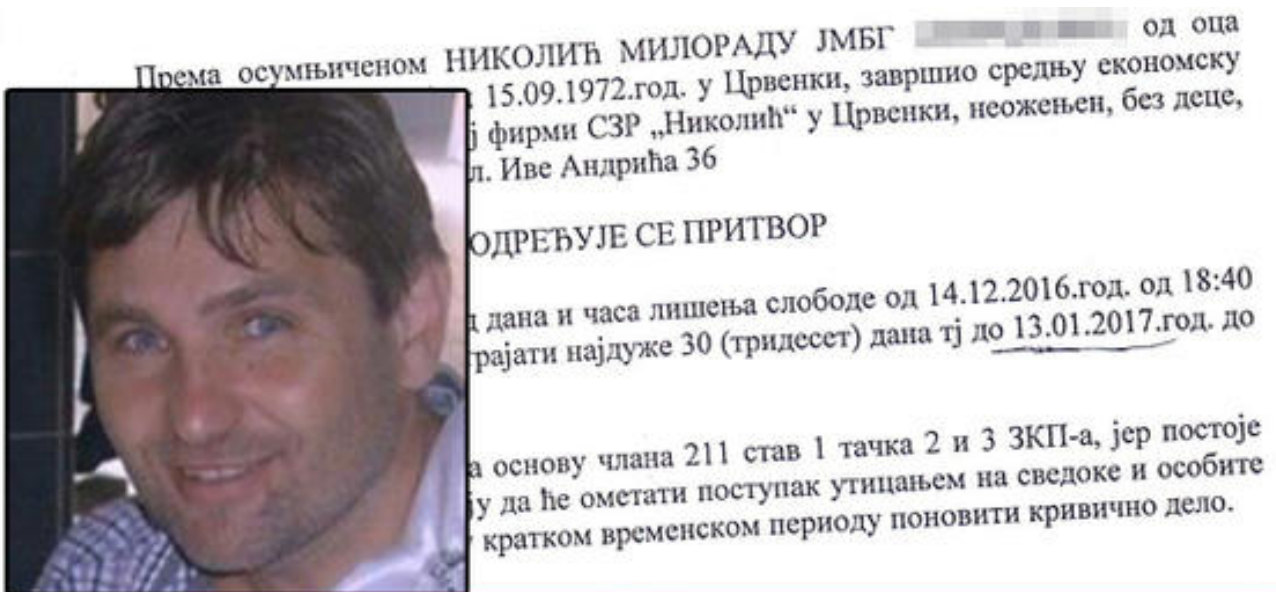 Према осумњиченом НИКОЛИЋ МИЛОРАДУ ЈМБГ од оца
15.09.1972.год. у Црвенки, завршио средњу економску
ј фирми СЗР „Николић“ у Црвенки, неожењен, без деце,
л. Иве Андрића 36
ОДРЕЂУЈЕ СЕ ПРИТВОР
д дана и часа лишења слободе од 14.12.2016.год. од 18:40
трајати најдуже 30 (тридесет) дана тј до 13.01.2017.год. до
а основу члана 211 став 1 тачка 2 и 3 ЗКП-а, јер постоје
ју да ће ометати поступак утицањем на сведоке и особите
кратком временском периоду поновити кривично дело.